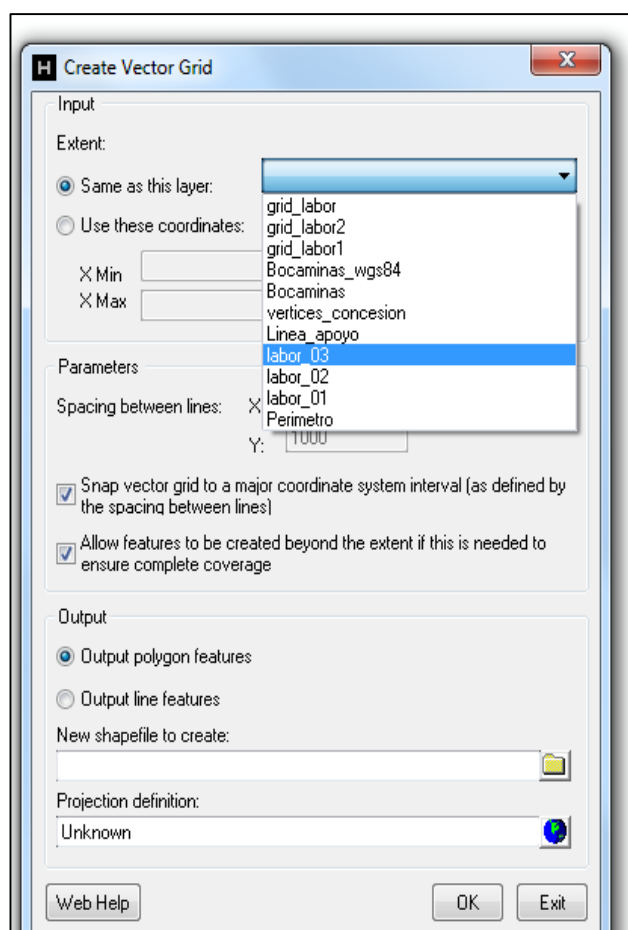 H Create Vector Grid
Input
Extent:
Same as this layer:
grid_labor
Use these coordinates:
grid_labor2
grid_labor1
X Min
Bocaminas_wgs84
Bocaminas
X Max
vertices_concesion
Linea_apoyo
labor_03
Parameters
labor_02
labor_01
Spacing between lines: X
Perimetro
Y: 1000
Snap vector grid to a major coordinate system interval (as defined by
the spacing between lines)
Allow features to be created beyond the extent if this is needed to
ensure complete coverage
Output
Output polygon features
Output line features
New shapefile to create:
Projection definition:
Unknown
Web Help OK Exit